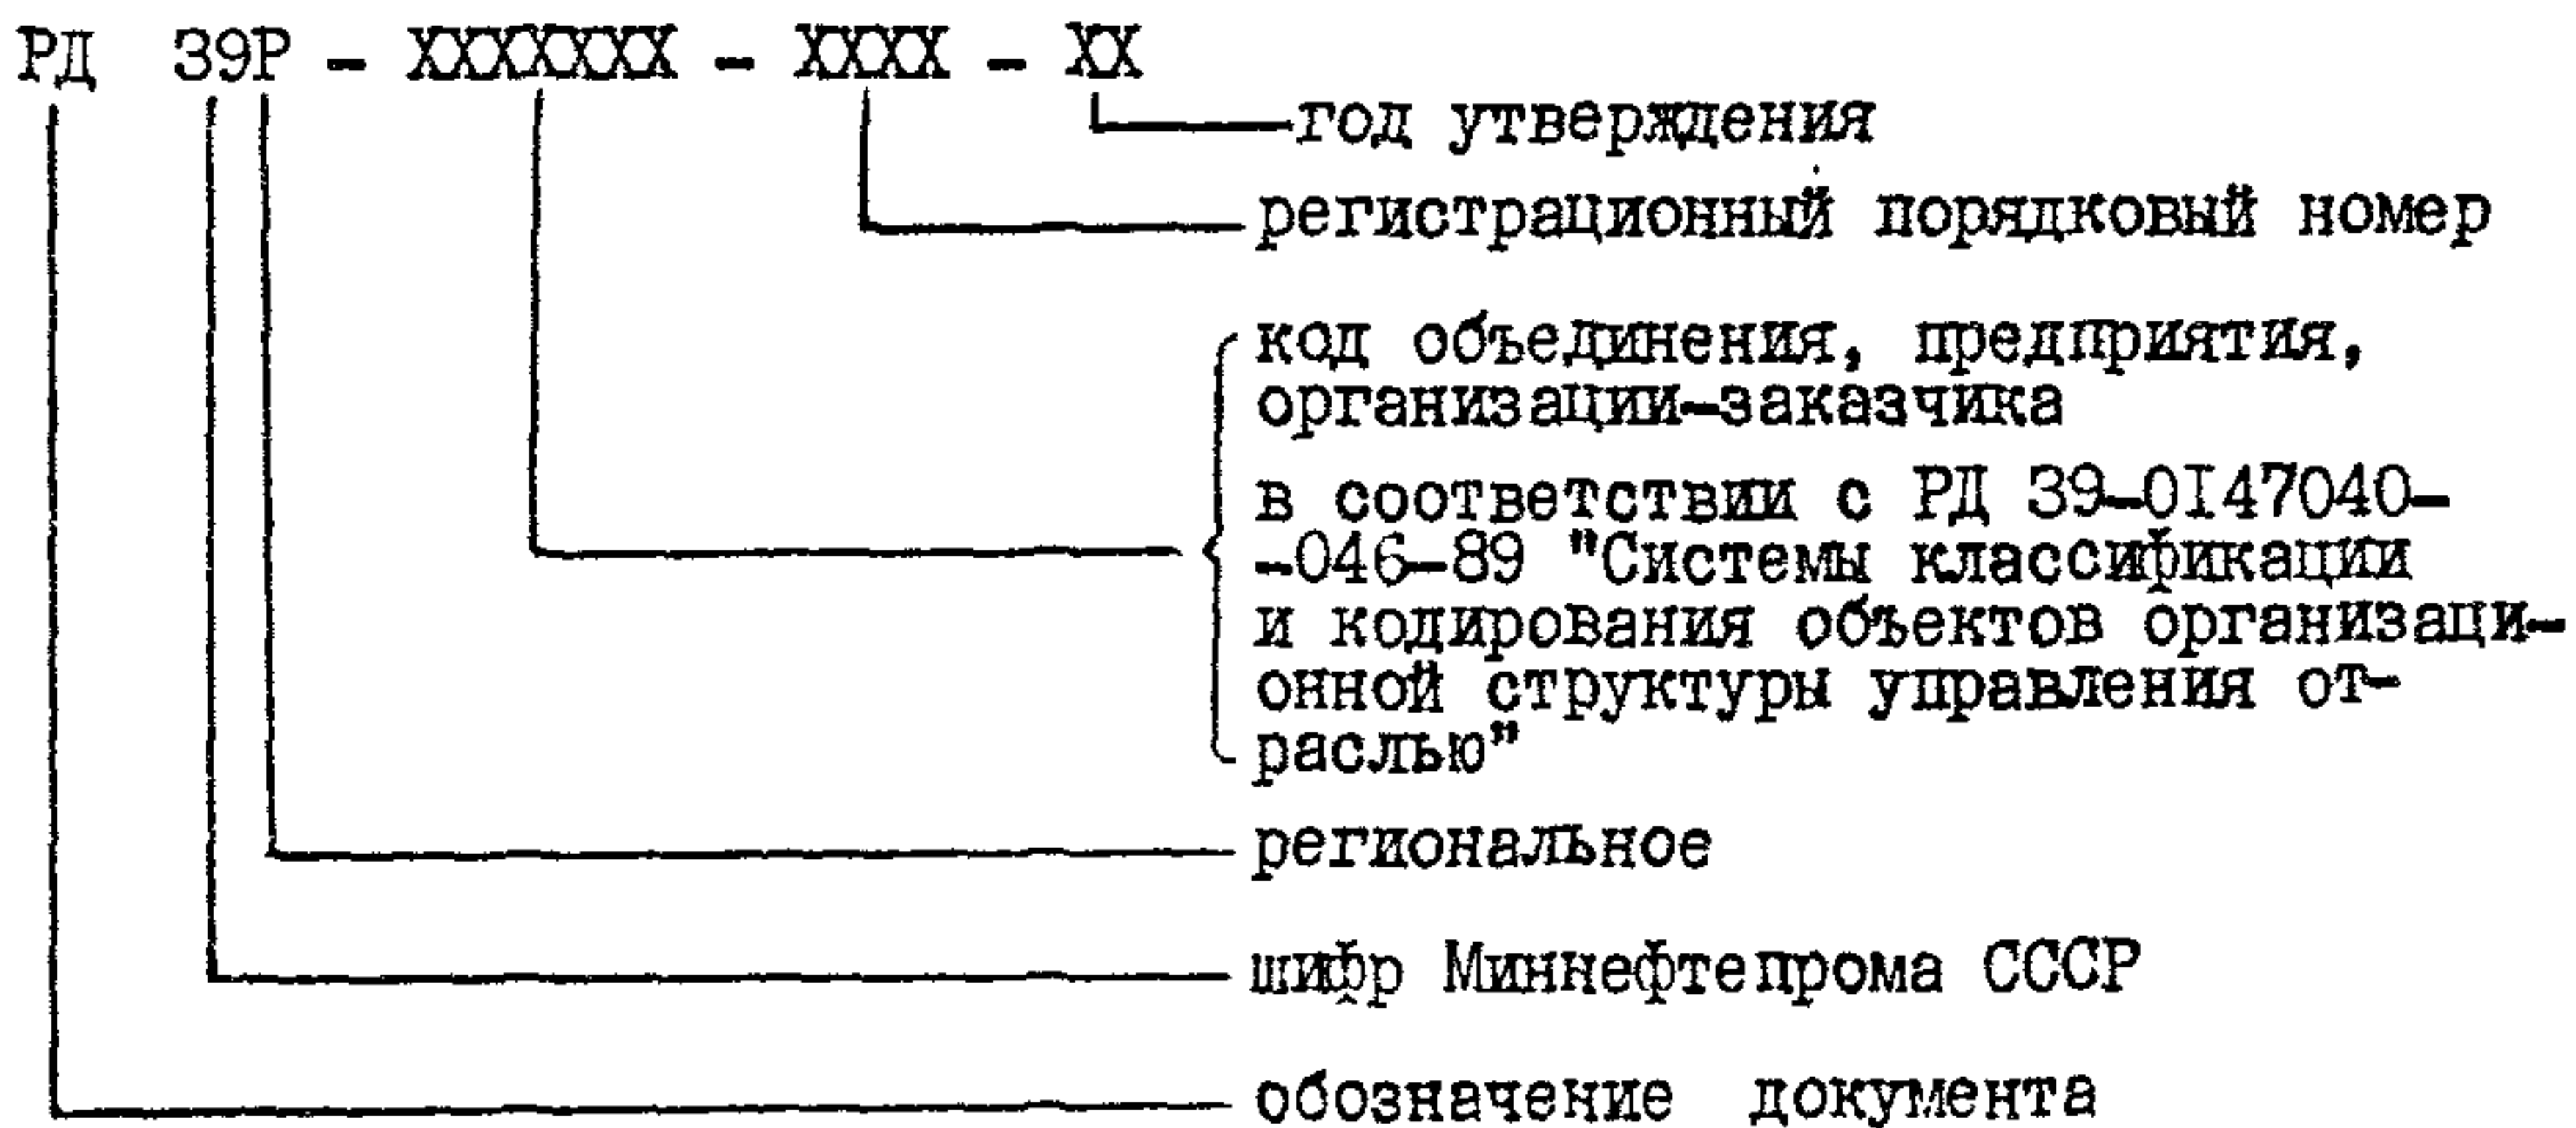 РД 39Р - XXXXXXX - XXXX - XX
год утверждения
регистрационный порядковый номер
код объединения, предприятия,
организации-заказчика
в соответствии с РД 39-0I47040-
-046-89 "Системы классификации
и кодирования объектов организаци-
онной структуры управления от-
раслью"
региональное
шифр Миннефтепрома СССР
обозначение документа